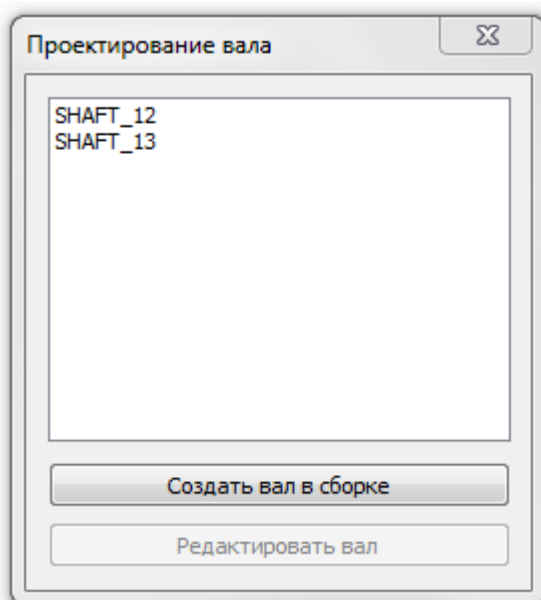 Проектирование вала
SHAFT_12
SHAFT_13
Создать вал в сборке
Редактировать вал